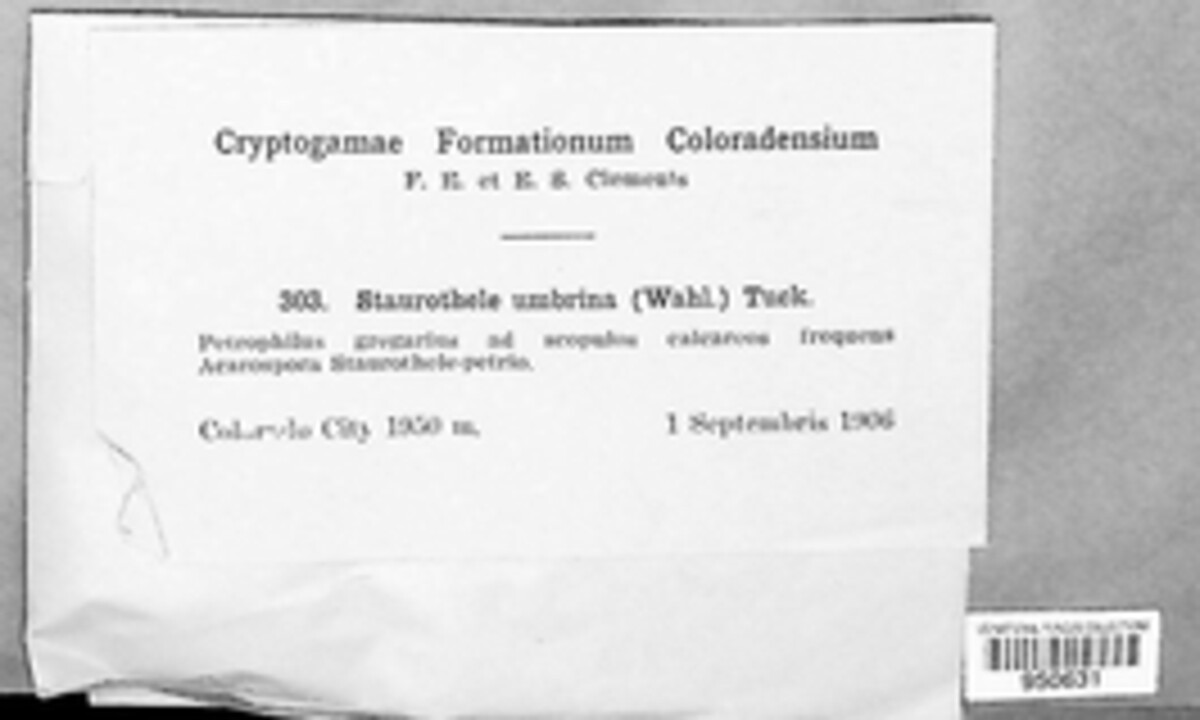 Cryptogamae Formationum Coloradensium
F. E. et E. S. Clements
303. Staurothele umbrina (Wahl.) Tuck.
Petrophilus gregarius ad scopulos calcareos frequens
Acarospora Staurothele-petrio.
Colorado City 1950 m. 1 Septembris 1906
950631